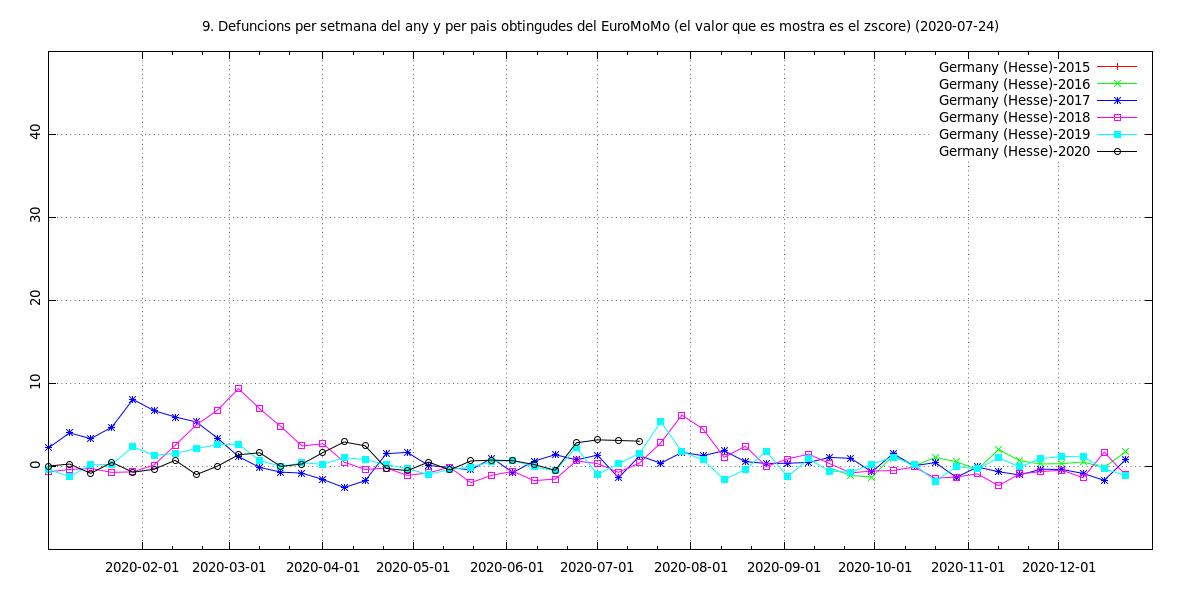 9. Defuncions per setmana del any y per pais obtingudes del EuroMoMo (el valor que es mostra es el zscore) (2020-07-24)
Germany (Hesse)-2015
Germany (Hesse)-2016
Germany (Hesse)-2017
Germany (Hesse)-2018
Germany (Hesse)-2019
Germany (Hesse)-2020
40
30
20
10
0
2020-02-01 2020-03-01 2020-04-01 2020-05-01 2020-06-01 2020-07-01 2020-08-01 2020-09-01 2020-10-01 2020-11-01 2020-12-01